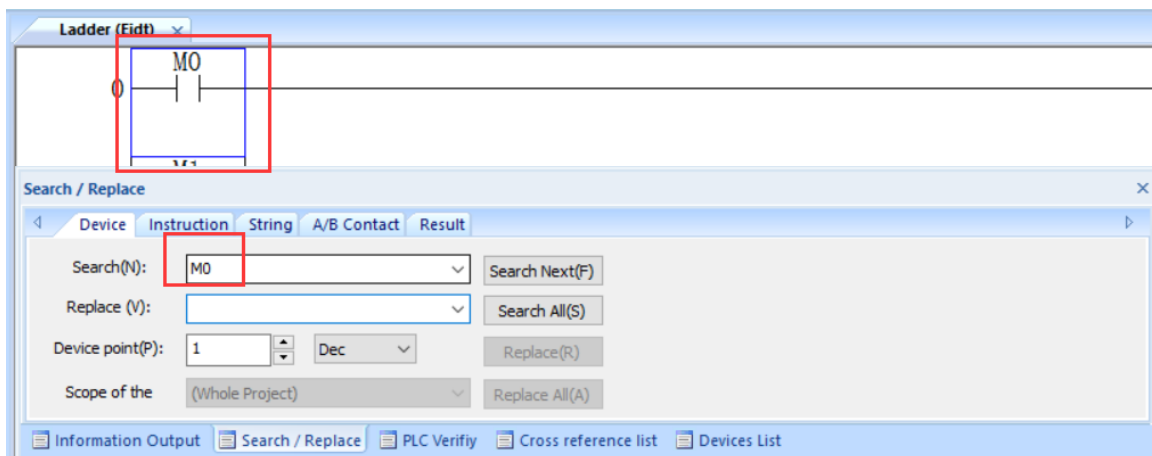 Ladder (Eidt)
M0
0
M1
Search / Replace
Device Instruction String A/B Contact Result
Search(N): M0 Search Next(F)
Replace (V): Search All(S)
Device point(P): 1 Dec Replace(R)
Scope of the (Whole Project) Replace All(A)
Information Output Search / Replace PLC Verifiy Cross reference list Devices List